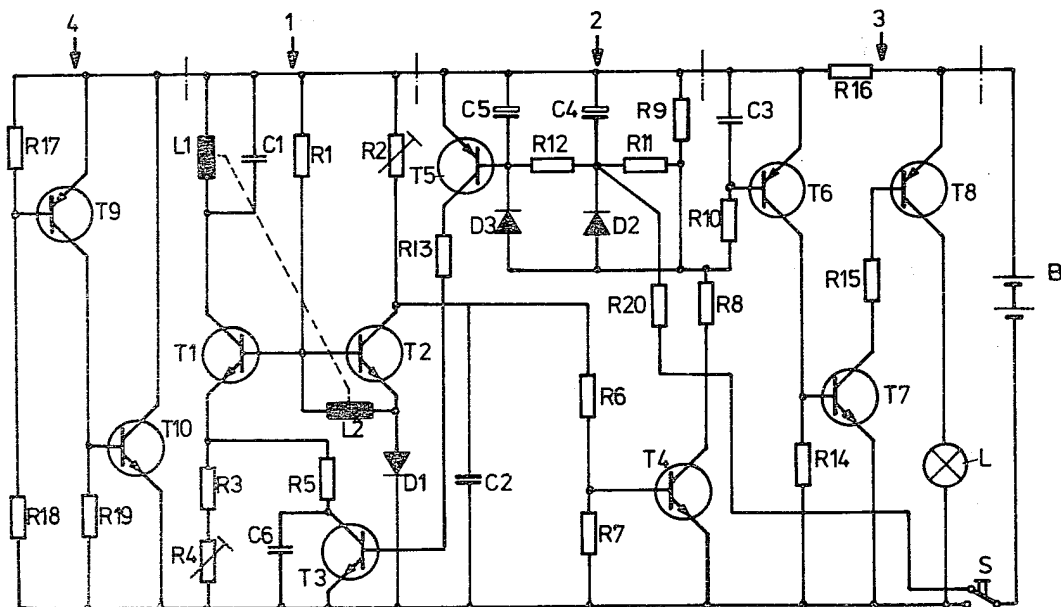 4 1 2 3
R17 L1 C1 R1 R2 T5 C5 C4 R9 C3 R16
R12 R11
T9 D3 D2 R10 T6 T8
R13 R20 R8 R15 B
T1 T2
L2 R6 T7
T10 D1
R18 R19 R3 R5 C2 T4 R14 L
R4 C6 T3 R7
S